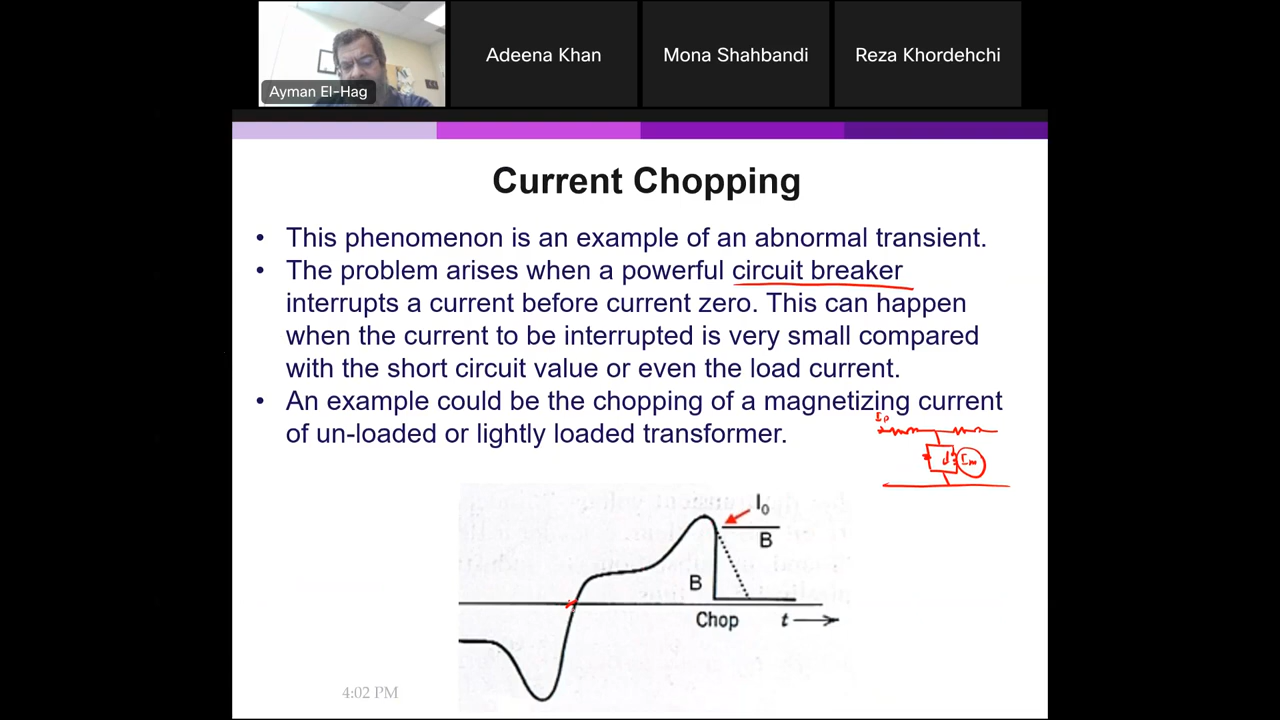 Adeena Khan
Mona Shahbandi
Reza Khordehchi
Ayman El-Hag
Current Chopping
• This phenomenon is an example of an abnormal transient.
• The problem arises when a powerful circuit breaker
interrupts a current before current zero. This can happen
when the current to be interrupted is very small compared
with the short circuit value or even the load current.
• An example could be the chopping of a magnetizing current
of un-loaded or lightly loaded transformer.
Ip
Im
I₀
B
B
Chop
t
4:02 PM